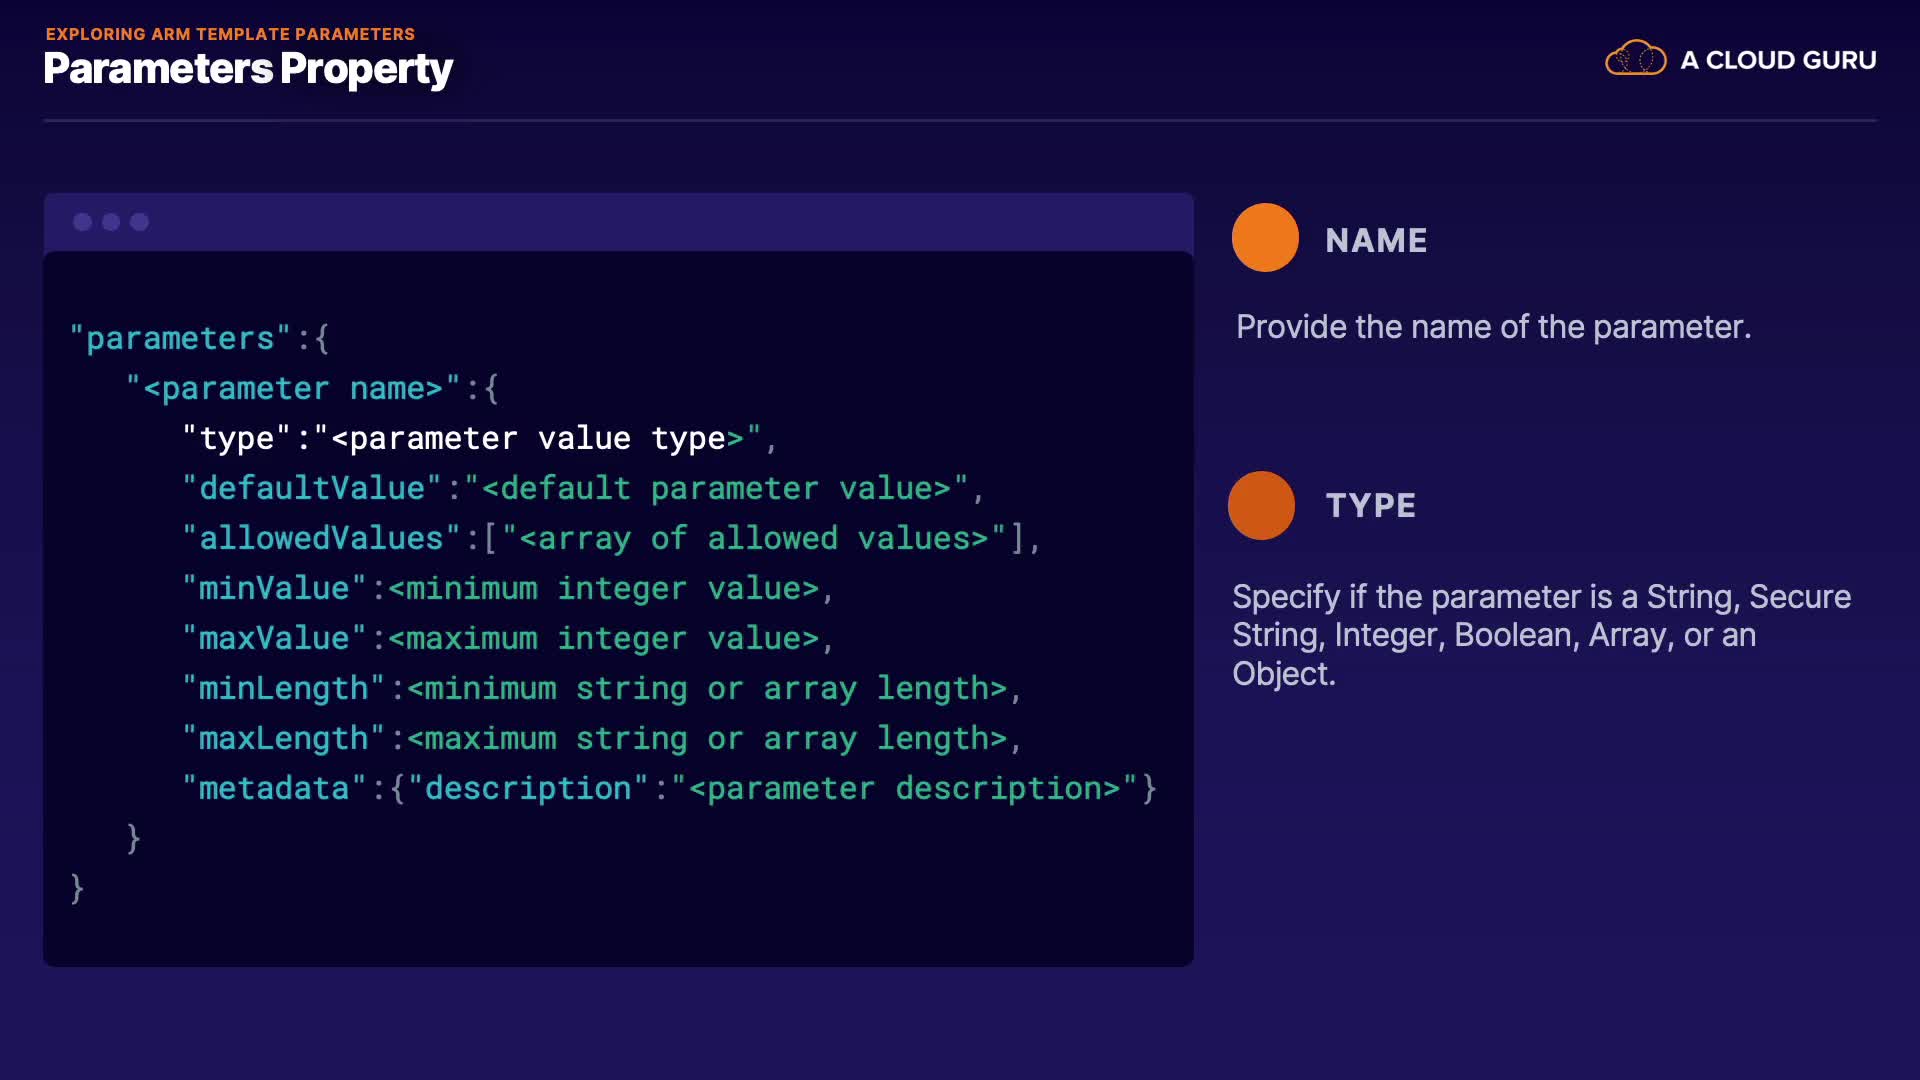 EXPLORING ARM TEMPLATE PARAMETERS
Parameters Property
A CLOUD GURU
"parameters":{
"<parameter name>":{
"type":"<parameter value type>",
"defaultValue":"<default parameter value>",
"allowedValues":["<array of allowed values>"],
"minValue":<minimum integer value>,
"maxValue":<maximum integer value>,
"minLength":<minimum string or array length>,
"maxLength":<maximum string or array length>,
"metadata":{"description":"<parameter description>"}
}
}
NAME
Provide the name of the parameter.
TYPE
Specify if the parameter is a String, Secure
String, Integer, Boolean, Array, or an
Object.